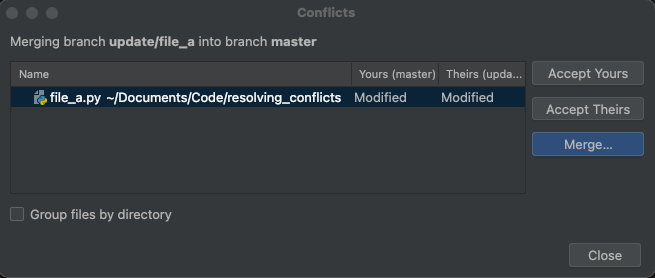 Conflicts
Merging branch update/file_a into branch master
Name Yours (master) Theirs (upda...
file_a.py ~/Documents/Code/resolving_conflicts Modified Modified
Accept Yours
Accept Theirs
Merge...
Group files by directory
Close